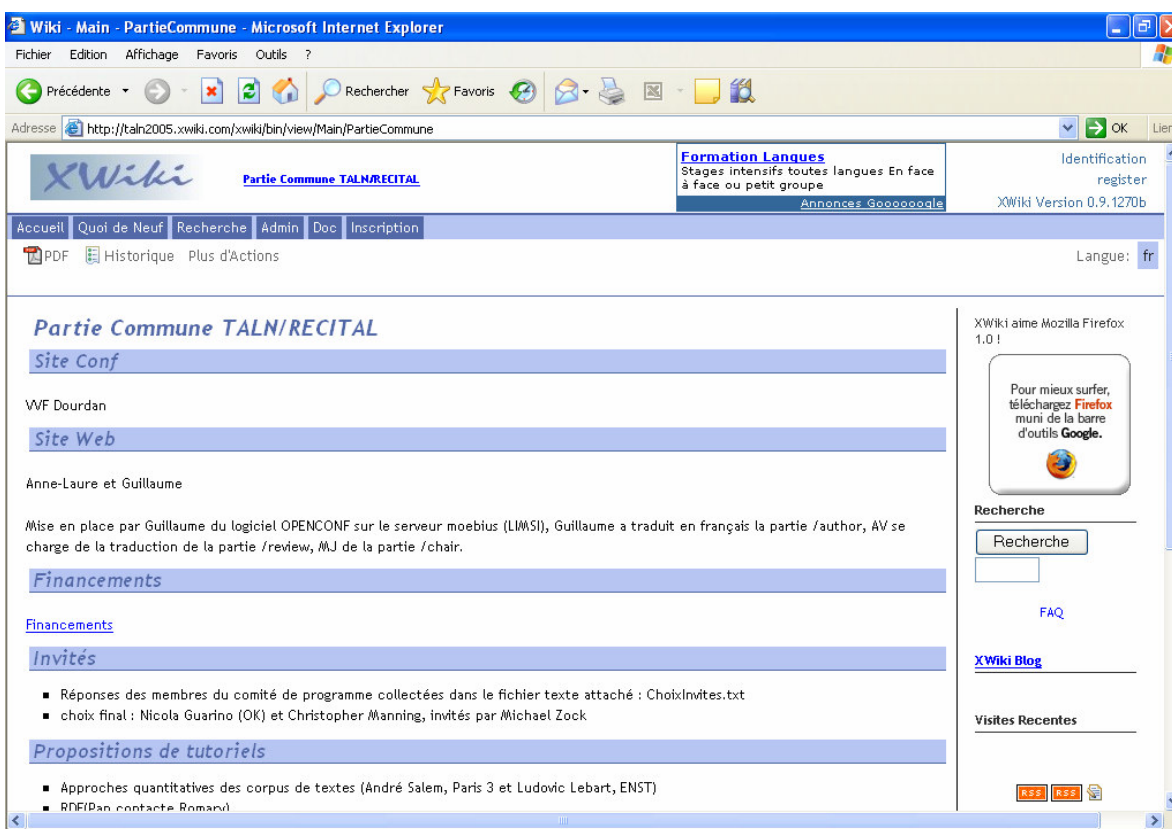 Wiki - Main - PartieCommune - Microsoft Internet Explorer
Fichier Edition Affichage Favoris Outils ?
Précédente Rechercher Favoris
Adresse http://taln2005.xwiki.com/xwiki/bin/view/Main/PartieCommune OK Lien
XWiki
Partie Commune TALN/RECITAL
Formation Langues
Stages intensifs toutes langues En face
à face ou petit groupe
Annonces Goooooogle
Identification
register
XWiki Version 0.9.1270b
Accueil Quoi de Neuf Recherche Admin Doc Inscription
PDF Historique Plus d'Actions Langue: fr
Partie Commune TALN/RECITAL
Site Conf
VVF Dourdan
Site Web
Anne-Laure et Guillaume
Mise en place par Guillaume du logiciel OPENCONF sur le serveur moebius (LIMSI), Guillaume a traduit en français la partie /author, AV se
charge de la traduction de la partie /review, MJ de la partie /chair.
Financements
Financements
Invités
Réponses des membres du comité de programme collectées dans le fichier texte attaché : ChoixInvites.txt
choix final : Nicola Guarino (OK) et Christopher Manning, invités par Michael Zock
Propositions de tutoriels
Approches quantitatives des corpus de textes (André Salem, Paris 3 et Ludovic Lebart, ENST)
RDF(Pan contacte Romary)
XWiki aime Mozilla Firefox
1.0 !
Pour mieux surfer,
téléchargez Firefox
muni de la barre
d'outils Google.
Recherche
Recherche
FAQ
XWiki Blog
Visites Recentes
RSS RSS